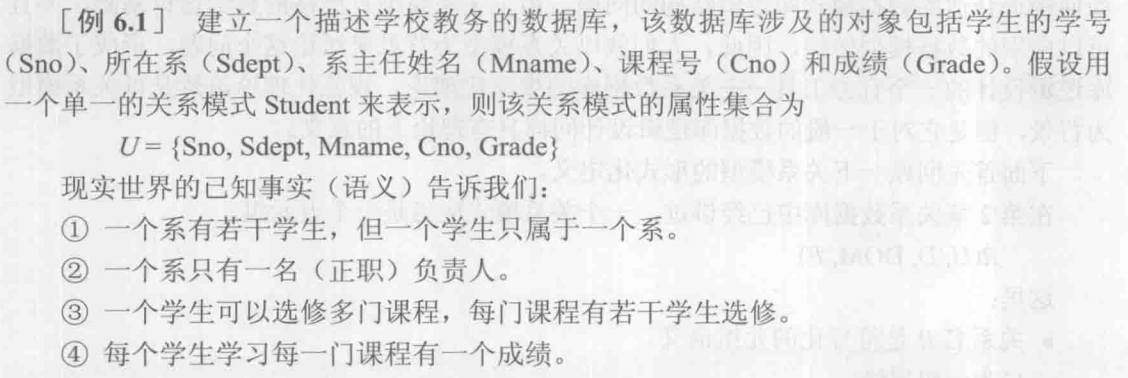 ［例 6.1］ 建立一个描述学校教务的数据库，该数据库涉及的对象包括学生的学号
（Sno）、所在系（Sdept）、系主任姓名（Mname）、课程号（Cno）和成绩（Grade）。假设用
一个单一的关系模式 Student 来表示，则该关系模式的属性集合为
U = {Sno, Sdept, Mname, Cno, Grade}
现实世界的已知事实（语义）告诉我们：
① 一个系有若干学生，但一个学生只属于一个系。
② 一个系只有一名（正职）负责人。
③ 一个学生可以选修多门课程，每门课程有若干学生选修。
④ 每个学生学习每一门课程有一个成绩。